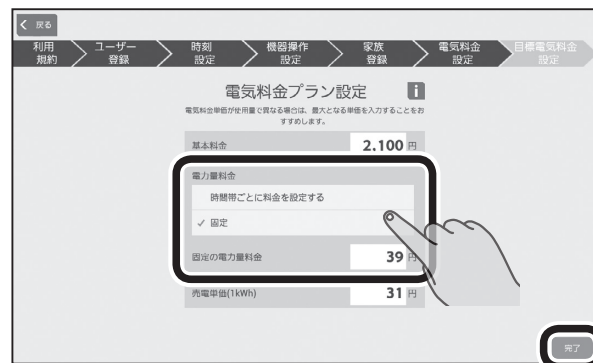 戻る
利用
規約
ユーザー
登録
時刻
設定
機器操作
設定
家族
登録
電気料金
設定
目標電気料金
設定
電気料金プラン設定
i
電気料金単価が使用量で異なる場合は、最大となる単価を入力することをお
すすめします。
基本料金 2,100 円
電力量料金
時間帯ごとに料金を設定する
✓ 固定
固定の電力量料金 39 円
売電単価(1kWh) 31 円
完了